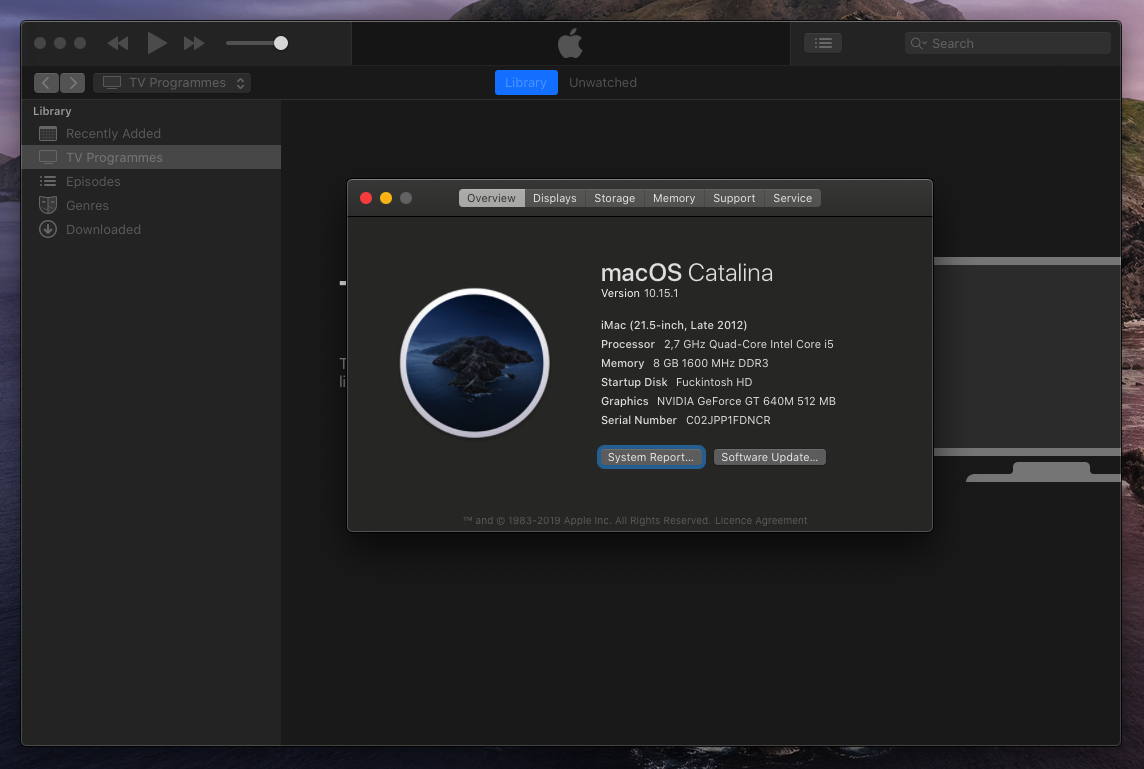 Search
TV Programmes
Library Unwatched
Library
Recently Added
TV Programmes
Episodes
Genres
Downloaded
Overview Displays Storage Memory Support Service
macOS Catalina
Version 10.15.1
iMac (21.5-inch, Late 2012)
Processor 2,7 GHz Quad-Core Intel Core i5
Memory 8 GB 1600 MHz DDR3
Startup Disk Fuckintosh HD
Graphics NVIDIA GeForce GT 640M 512 MB
Serial Number C02JPP1FDNCR
System Report... Software Update...
™ and © 1983-2019 Apple Inc. All Rights Reserved. Licence Agreement